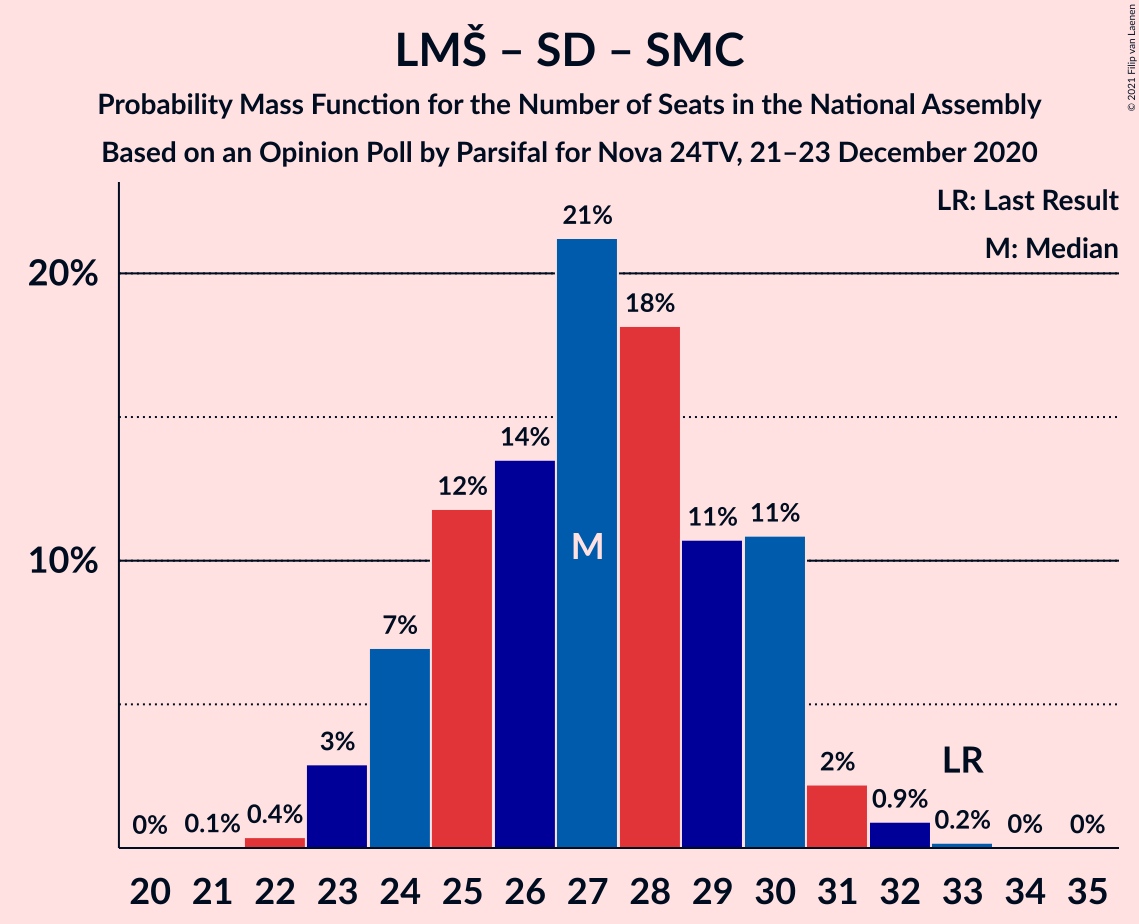 LMŠ – SD – SMC
Probability Mass Function for the Number of Seats in the National Assembly
Based on an Opinion Poll by Parsifal for Nova 24TV, 21–23 December 2020
© 2021 Filip van Laenen
LR: Last Result
M: Median
20%
10%
0%
0.1%
0.4%
3%
7%
12%
14%
21%
18%
11%
11%
2%
0.9%
0.2%
0%
0%
M
LR
20 21 22 23 24 25 26 27 28 29 30 31 32 33 34 35